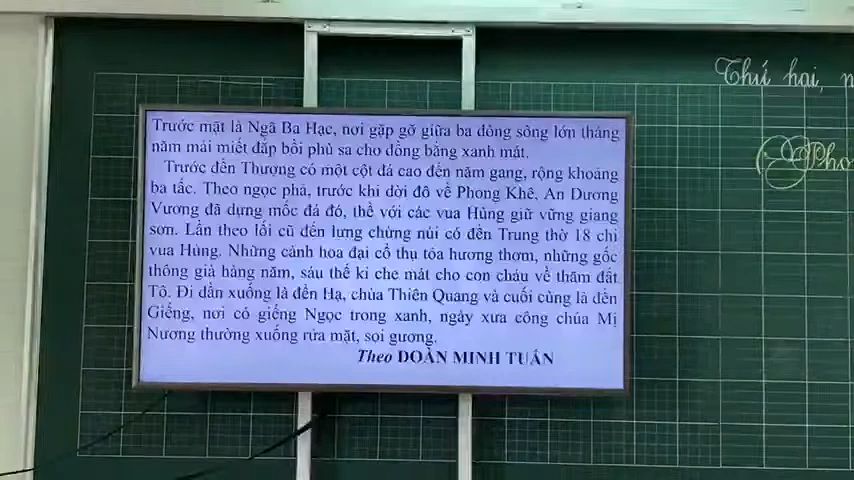 Thứ hai,
Trước mặt là Ngã Ba Hạc, nơi gặp gỡ giữa ba dòng sông lớn tháng
năm mải miết đắp bồi phù sa cho đồng bằng xanh mát.
Trước đền Thượng có một cột đá cao đến năm gang, rộng khoảng
ba tấc. Theo ngọc phả, trước khi dời đô về Phong Khê, An Dương
Vương đã dựng mốc đá đó, thề với các vua Hùng giữ vững giang
sơn. Lần theo lối cũ đến lưng chừng núi có đền Trung thờ 18 chi
vua Hùng. Những cành hoa đại cổ thụ tỏa hương thơm, những gốc
thông già hàng năm, sáu thế kỉ che mát cho con cháu về thăm đất
Tổ. Đi dần xuống là đền Hạ, chùa Thiên Quang và cuối cùng là đền
Giếng, nơi có giếng Ngọc trong xanh, ngày xưa công chúa Mị
Nương thường xuống rửa mặt, soi gương.
Theo ĐOÀN MINH TUẤN